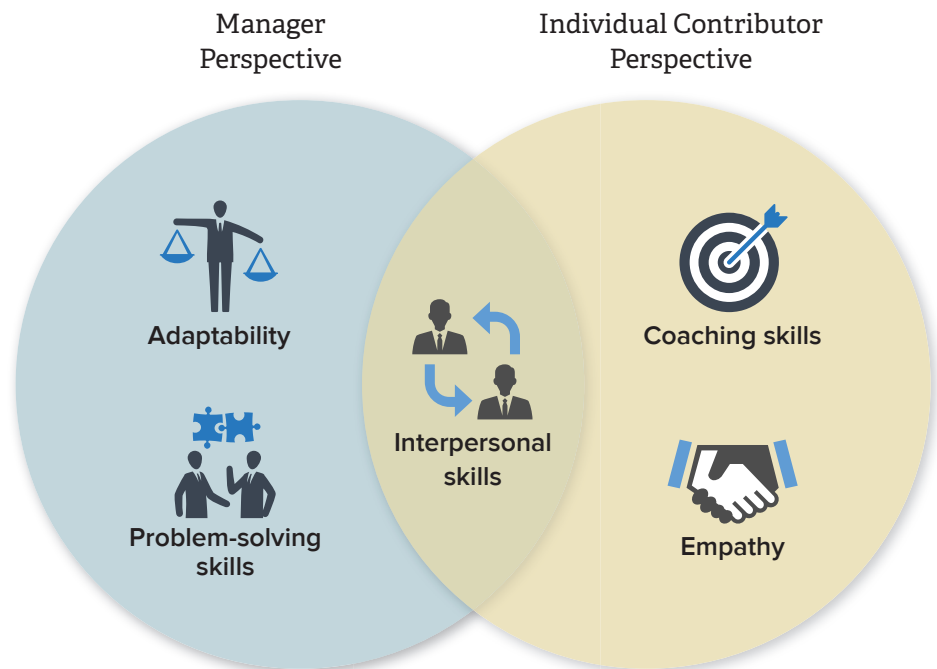 Manager
Perspective
Individual Contributor
Perspective
Adaptability
Problem-solving
skills
Interpersonal
skills
Coaching skills
Empathy